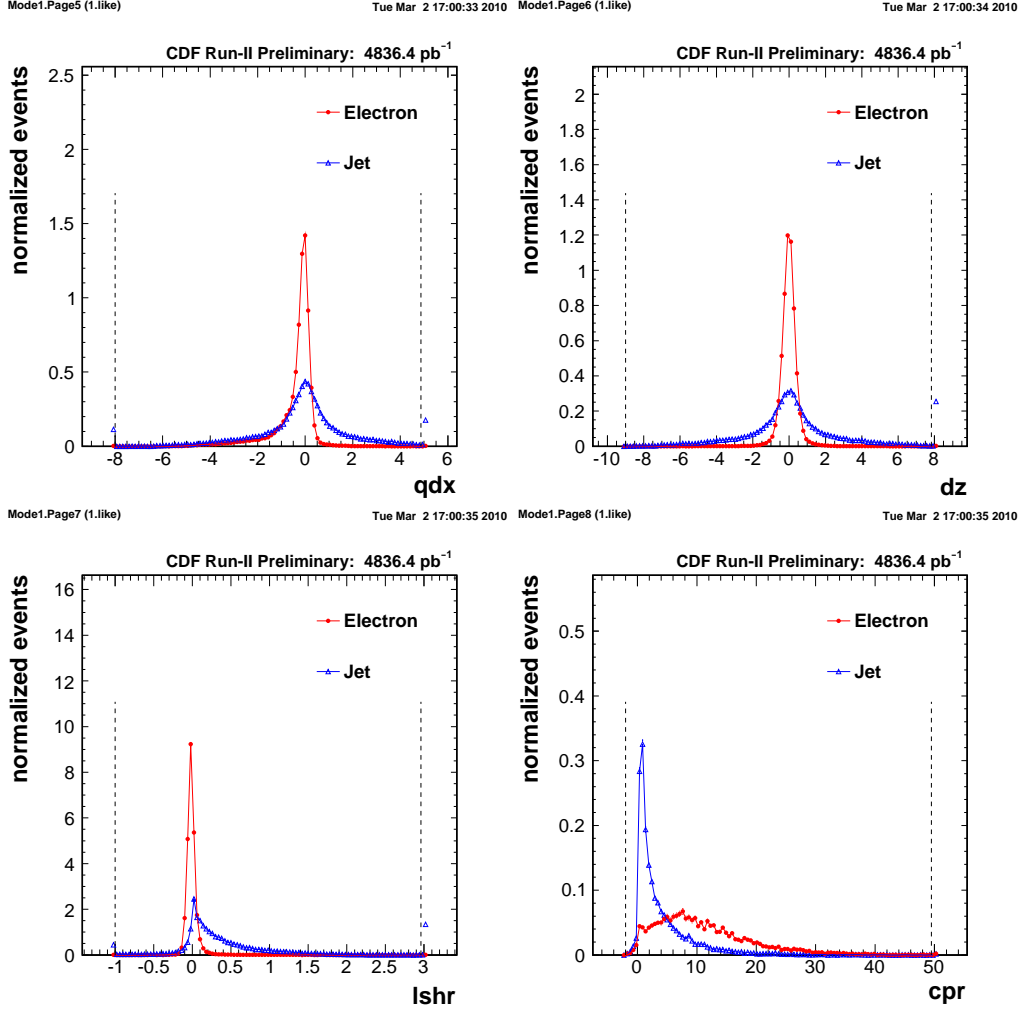 Mode1.Page5 (1.like) Tue Mar 2 17:00:33 2010
CDF Run-II Preliminary: 4836.4 pb⁻¹
normalized events
2.5
2
1.5
1
0.5
0
Electron
Jet
-8 -6 -4 -2 0 2 4 6
qdx
Mode1.Page6 (1.like) Tue Mar 2 17:00:34 2010
CDF Run-II Preliminary: 4836.4 pb⁻¹
normalized events
2
1.8
1.6
1.4
1.2
1
0.8
0.6
0.4
0.2
0
Electron
Jet
-10 -8 -6 -4 -2 0 2 4 6 8
dz
Mode1.Page7 (1.like) Tue Mar 2 17:00:35 2010
CDF Run-II Preliminary: 4836.4 pb⁻¹
normalized events
16
14
12
10
8
6
4
2
0
Electron
Jet
-1 -0.5 0 0.5 1 1.5 2 2.5 3
lshr
Mode1.Page8 (1.like) Tue Mar 2 17:00:35 2010
CDF Run-II Preliminary: 4836.4 pb⁻¹
normalized events
0.5
0.4
0.3
0.2
0.1
0
Electron
Jet
0 10 20 30 40 50
cpr